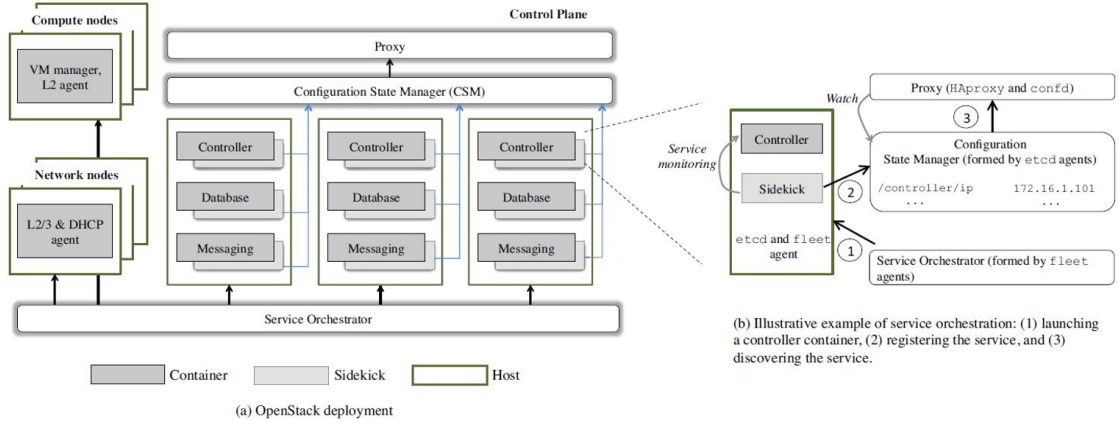 Compute nodes
VM manager,
L2 agent
Network nodes
L2/3 & DHCP
agent
Control Plane
Proxy
Configuration State Manager (CSM)
Controller
Database
Messaging
Controller
Database
Messaging
Controller
Database
Messaging
Service Orchestrator
Container
Sidekick
Host
(a) OpenStack deployment
Proxy (HAproxy and confd)
Watch
3
Configuration
State Manager (formed by etcd agents)
/controller/ip 172.16.1.101
... ...
Controller
Service
monitoring
Sidekick
2
etcd and fleet
agent
1
Service Orchestrator (formed by fleet
agents)
(b) Illustrative example of service orchestration: (1) launching
a controller container, (2) registering the service, and (3)
discovering the service.